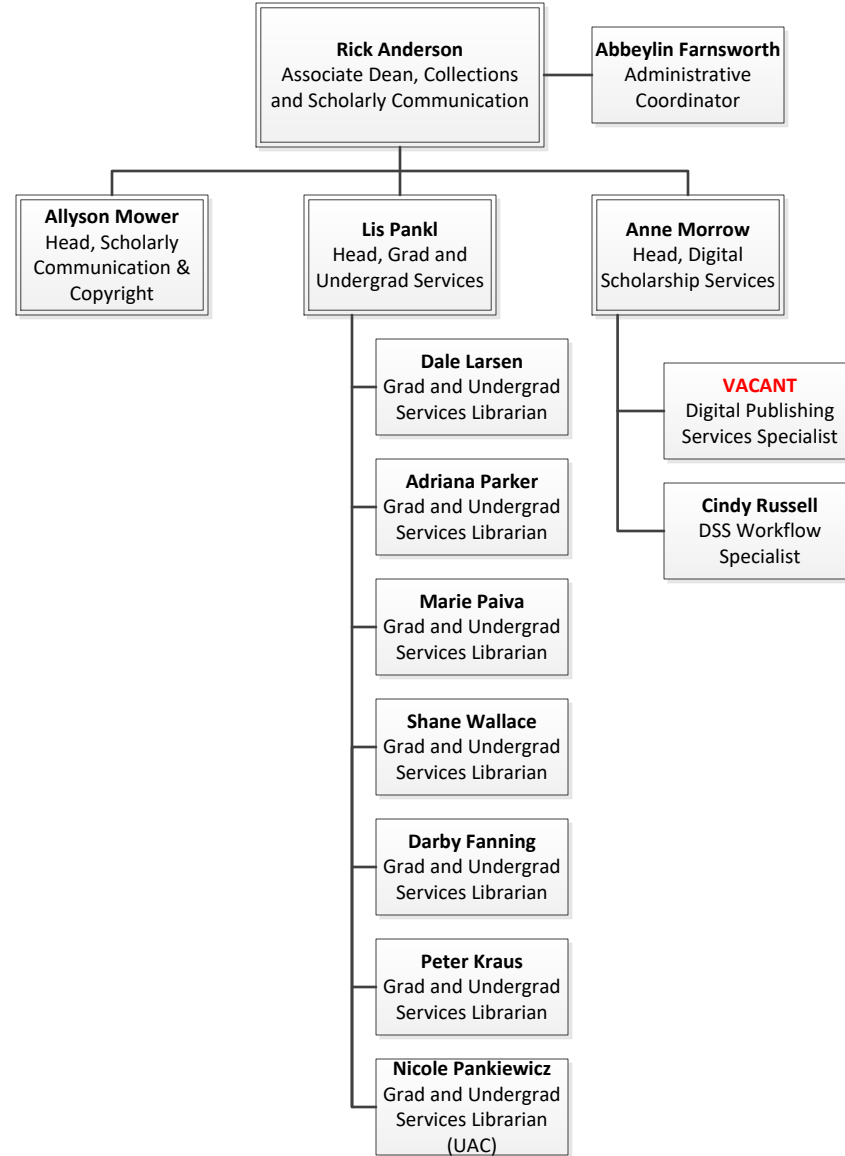 Rick Anderson
Associate Dean, Collections
and Scholarly Communication
Abbeylin Farnsworth
Administrative
Coordinator
Allyson Mower
Head, Scholarly
Communication &
Copyright
Lis Pankl
Head, Grad and
Undergrad Services
Anne Morrow
Head, Digital
Scholarship Services
Dale Larsen
Grad and Undergrad
Services Librarian
Adriana Parker
Grad and Undergrad
Services Librarian
Marie Paiva
Grad and Undergrad
Services Librarian
Shane Wallace
Grad and Undergrad
Services Librarian
Darby Fanning
Grad and Undergrad
Services Librarian
Peter Kraus
Grad and Undergrad
Services Librarian
Nicole Pankiewicz
Grad and Undergrad
Services Librarian
(UAC)
VACANT
Digital Publishing
Services Specialist
Cindy Russell
DSS Workflow
Specialist